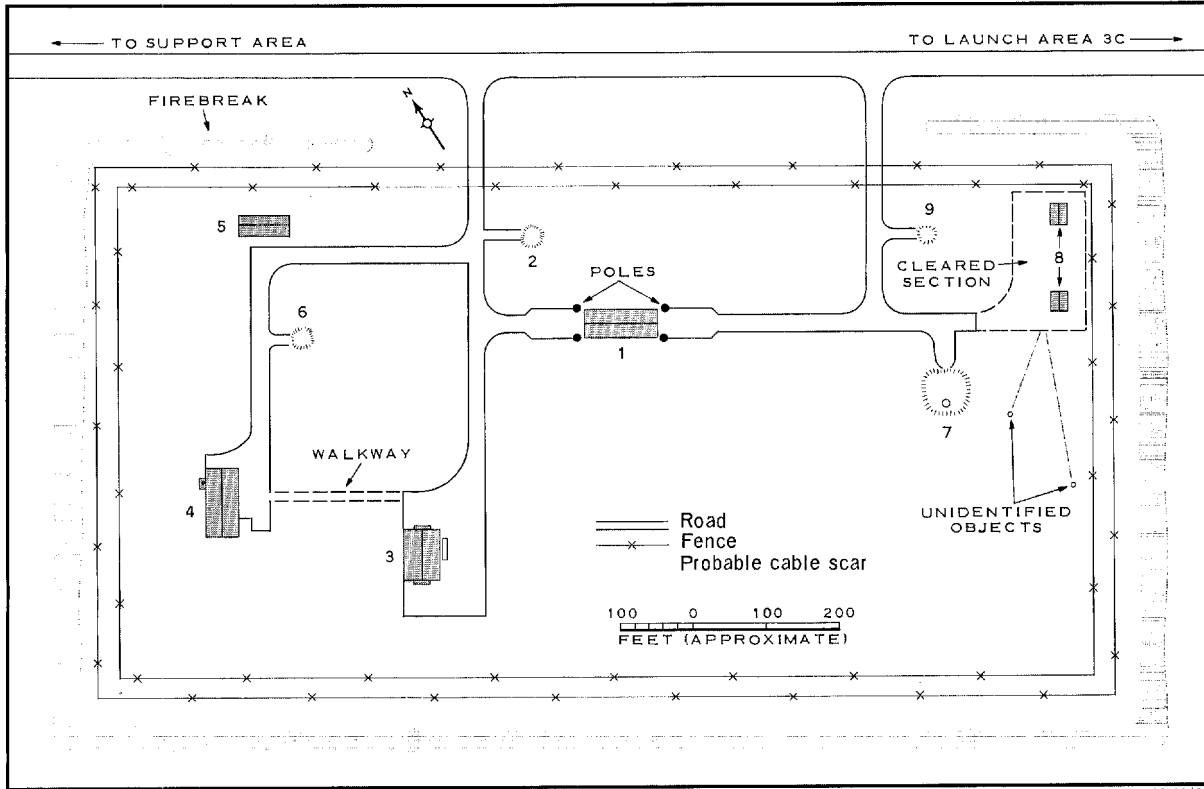 TO SUPPORT AREA
TO LAUNCH AREA 3C
FIREBREAK
N
5
2
9
8
CLEARED
SECTION
POLES
6
1
7
WALKWAY
4
3
UNIDENTIFIED
OBJECTS
Road
Fence
Probable cable scar
100 0 100 200
FEET (APPROXIMATE)